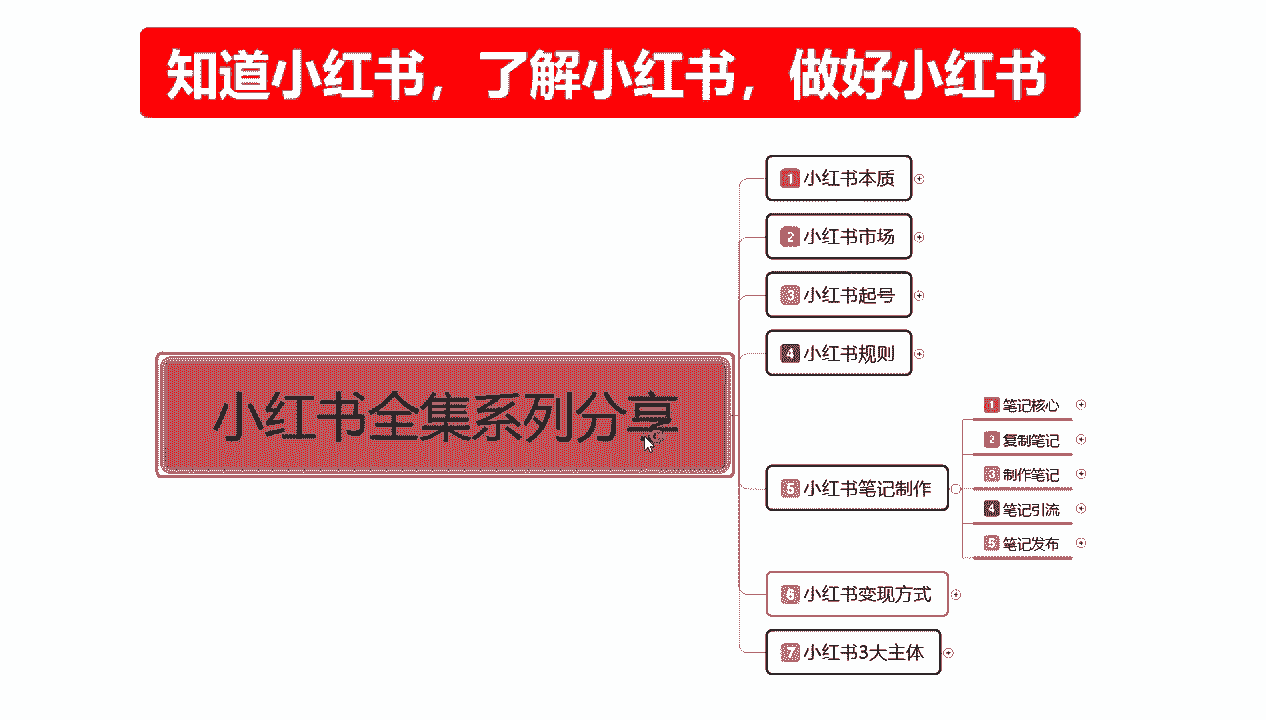 知道小红书，了解小红书，做好小红书
小红书全集系列分享
1 小红书本质
2 小红书市场
3 小红书起号
4 小红书规则
5 小红书笔记制作
1 笔记核心
2 复制笔记
3 制作笔记
4 笔记引流
5 笔记发布
6 小红书变现方式
7 小红书3大主体